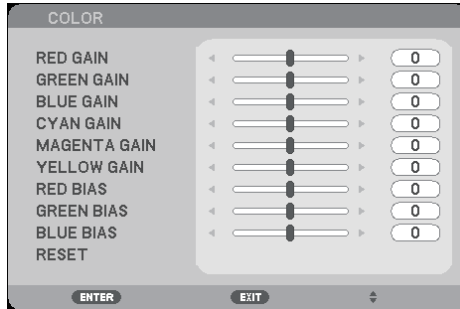 COLOR
RED GAIN 0
GREEN GAIN 0
BLUE GAIN 0
CYAN GAIN 0
MAGENTA GAIN 0
YELLOW GAIN 0
RED BIAS 0
GREEN BIAS 0
BLUE BIAS 0
RESET
ENTER EXIT